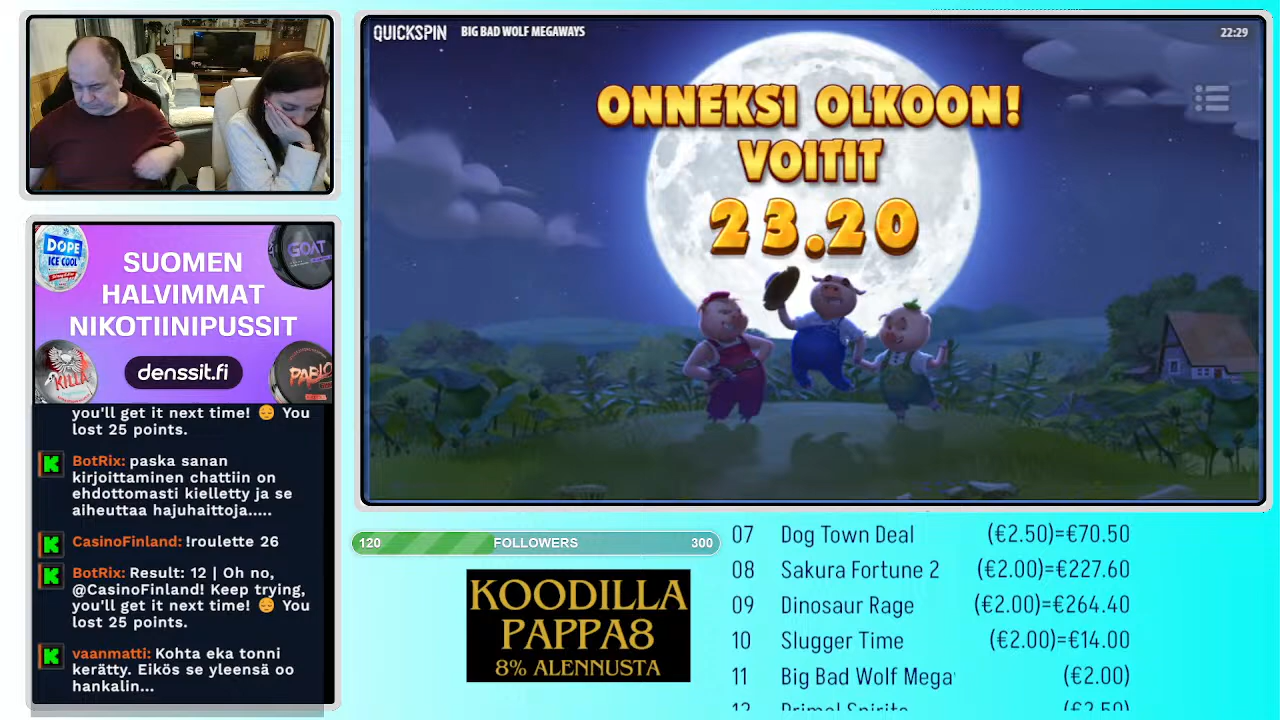 QUICKSPIN BIG BAD WOLF MEGAWAYS
22:29
ONNEKSI OLKOON!
VOITIT
23.20
DOPE
ICE COOL
GOAT
SUOMEN
HALVIMMAT
NIKOTIINIPUSSIT
denssit.fi
KILLA
PABLO
you'll get it next time! 😔 You
lost 25 points.
BotRix: paska sanan
kirjoittaminen chattiin on
ehdottomasti kielletty ja se
aiheuttaa hajuhaittoja.....
CasinoFinland: !roulette 26
BotRix: Result: 12 | Oh no,
@CasinoFinland! Keep trying,
you'll get it next time! 😔 You
lost 25 points.
vaanmatti: Kohta eka tonni
kerätty. Eikös se yleensä oo
hankalin...
120 FOLLOWERS 300
KOODILLA
PAPPA8
8% ALENNUSTA
07 Dog Town Deal (€2.50)=€70.50
08 Sakura Fortune 2 (€2.00)=€227.60
09 Dinosaur Rage (€2.00)=€264.40
10 Slugger Time (€2.00)=€14.00
11 Big Bad Wolf Mega (€2.00)
12 Primal Spirits (€2.50)